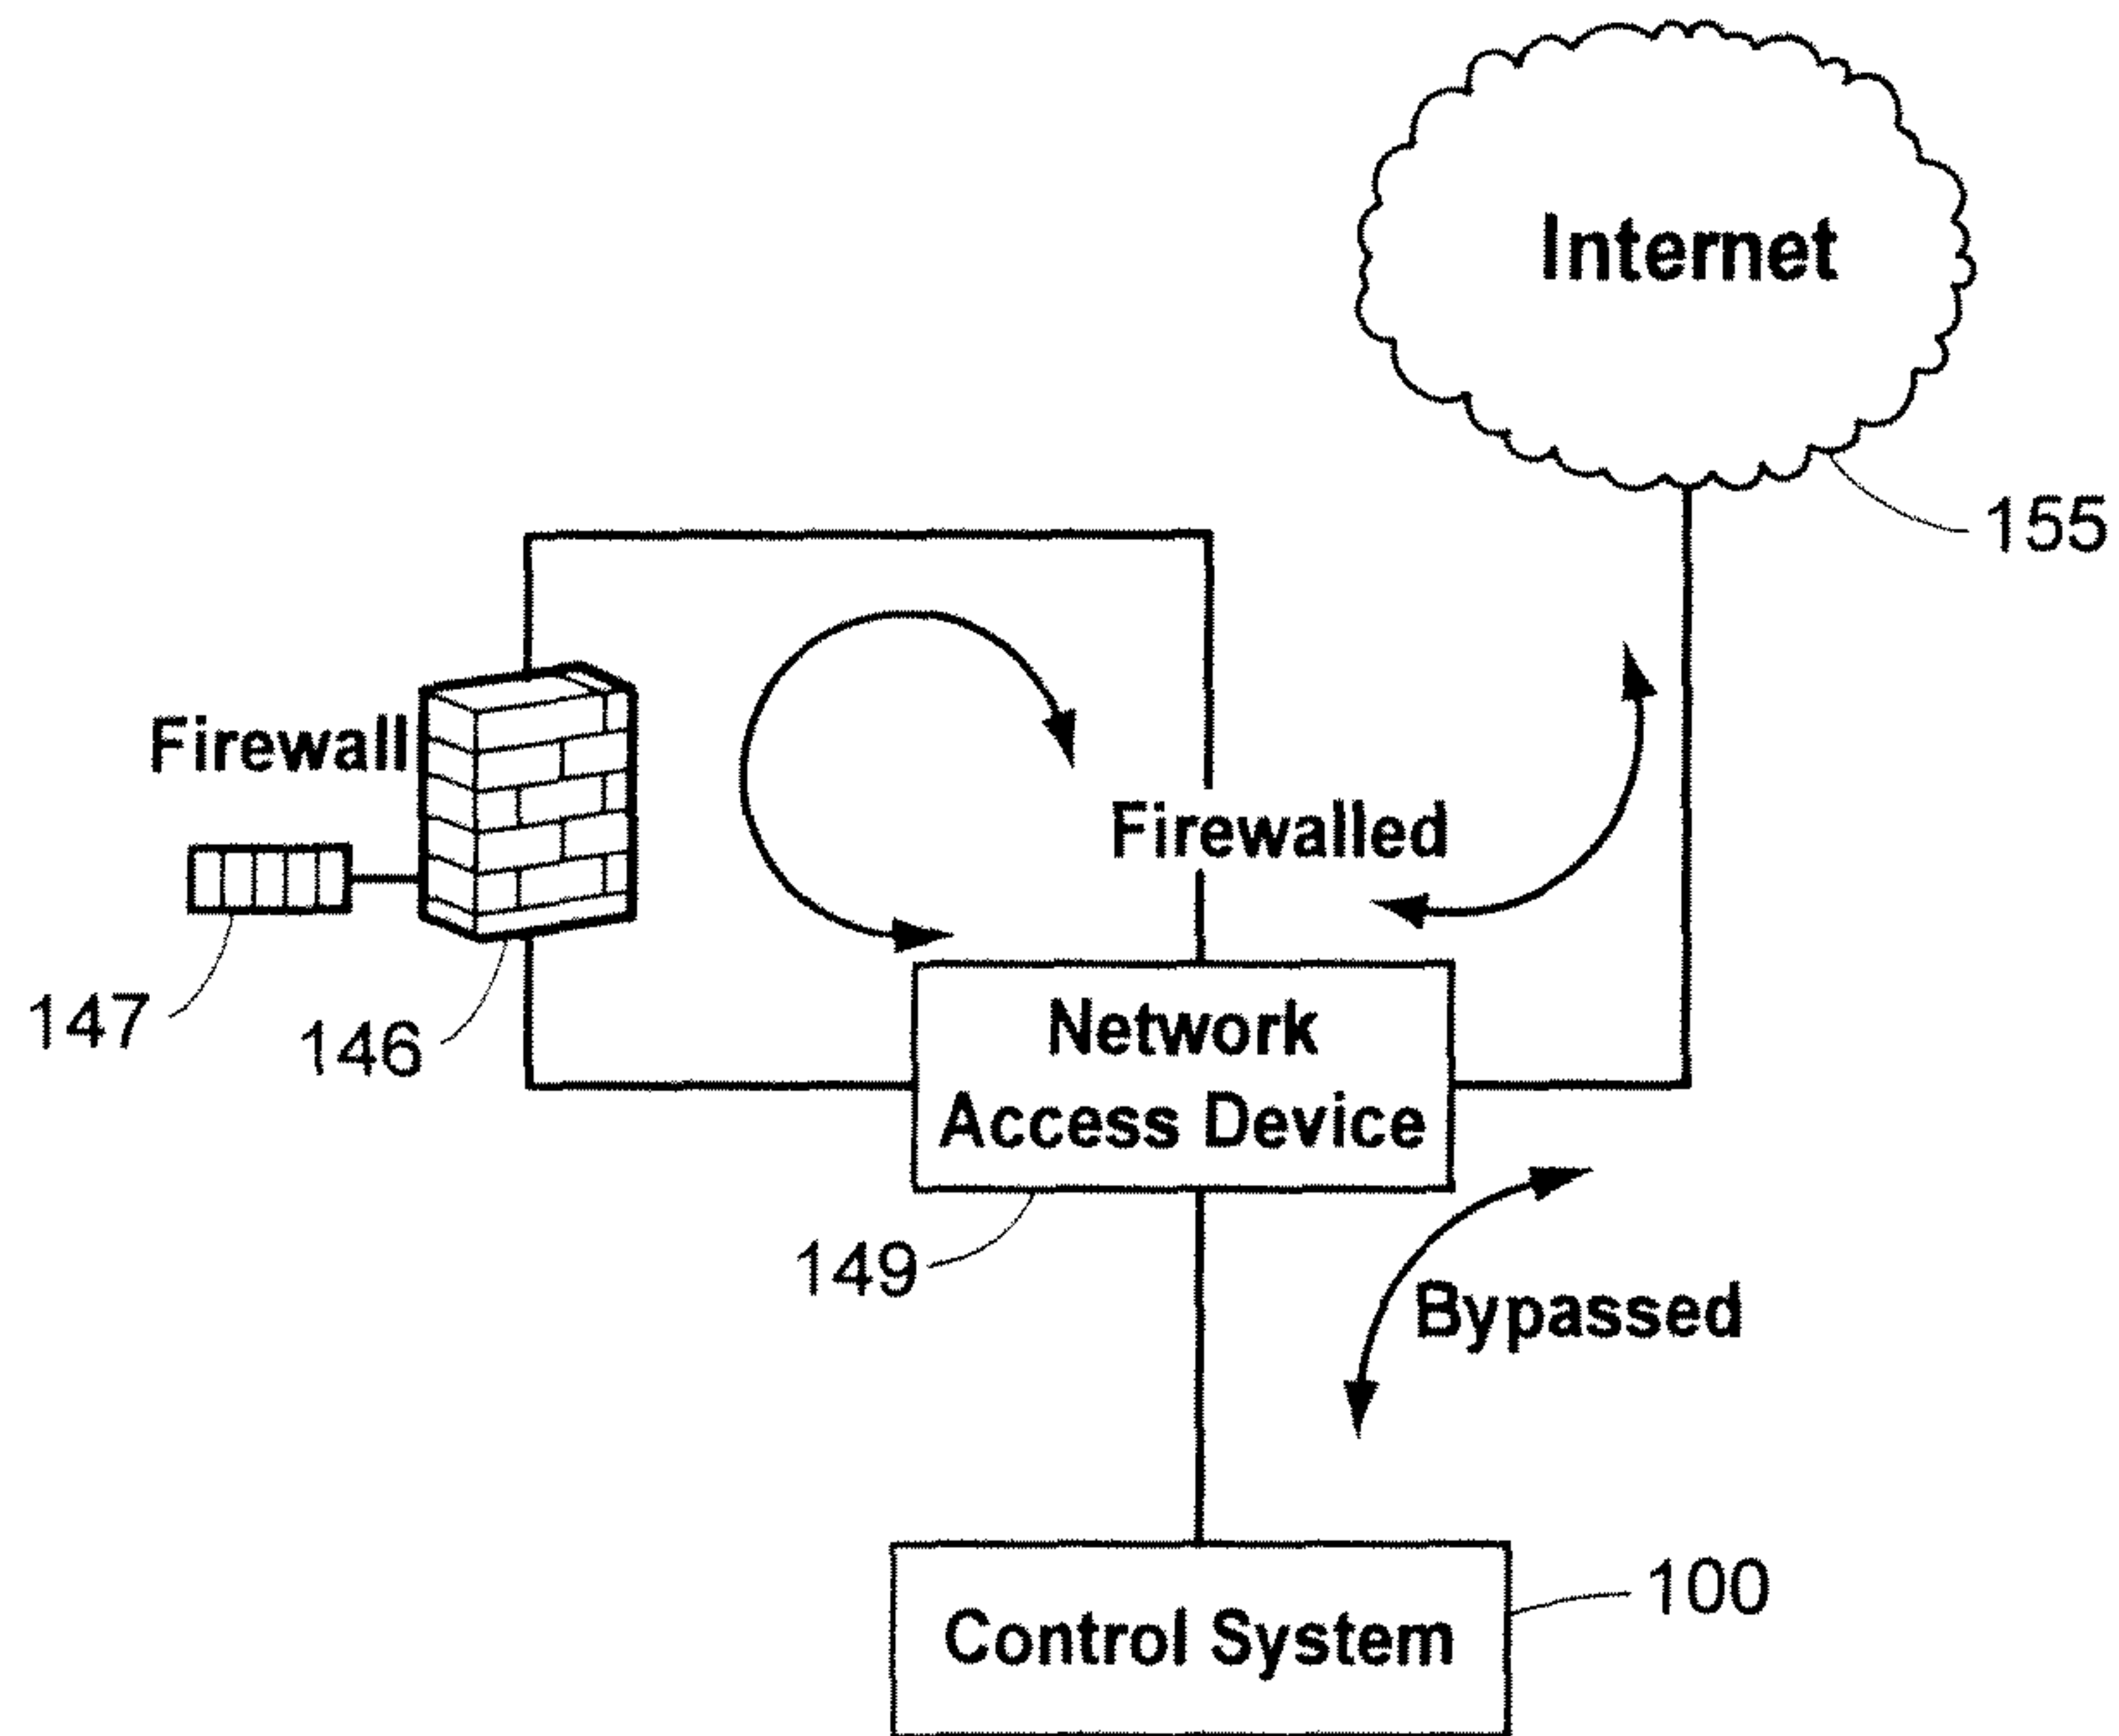 Internet
155
Firewall
Firewalled
147
146
Network
Access Device
149
Bypassed
100
Control System